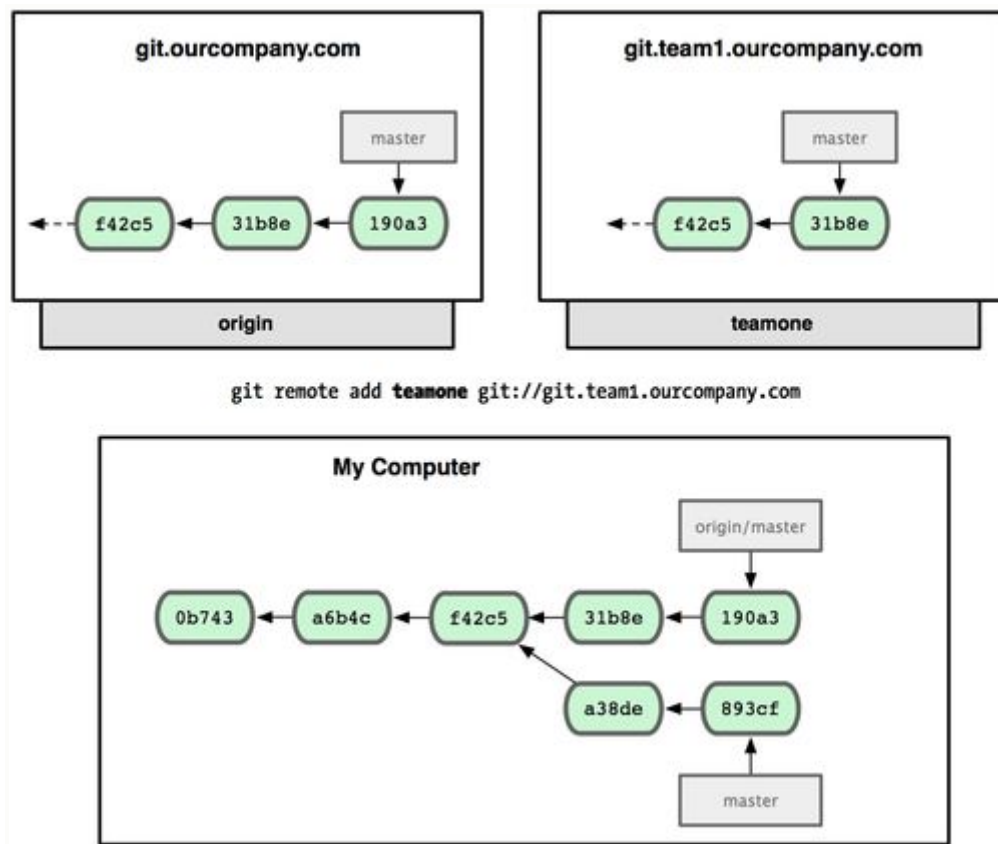 git.ourcompany.com
master
f42c5
31b8e
190a3
origin
git.team1.ourcompany.com
master
f42c5
31b8e
teamone
git remote add teamone git://git.team1.ourcompany.com
My Computer
origin/master
0b743
a6b4c
f42c5
31b8e
190a3
a38de
893cf
master